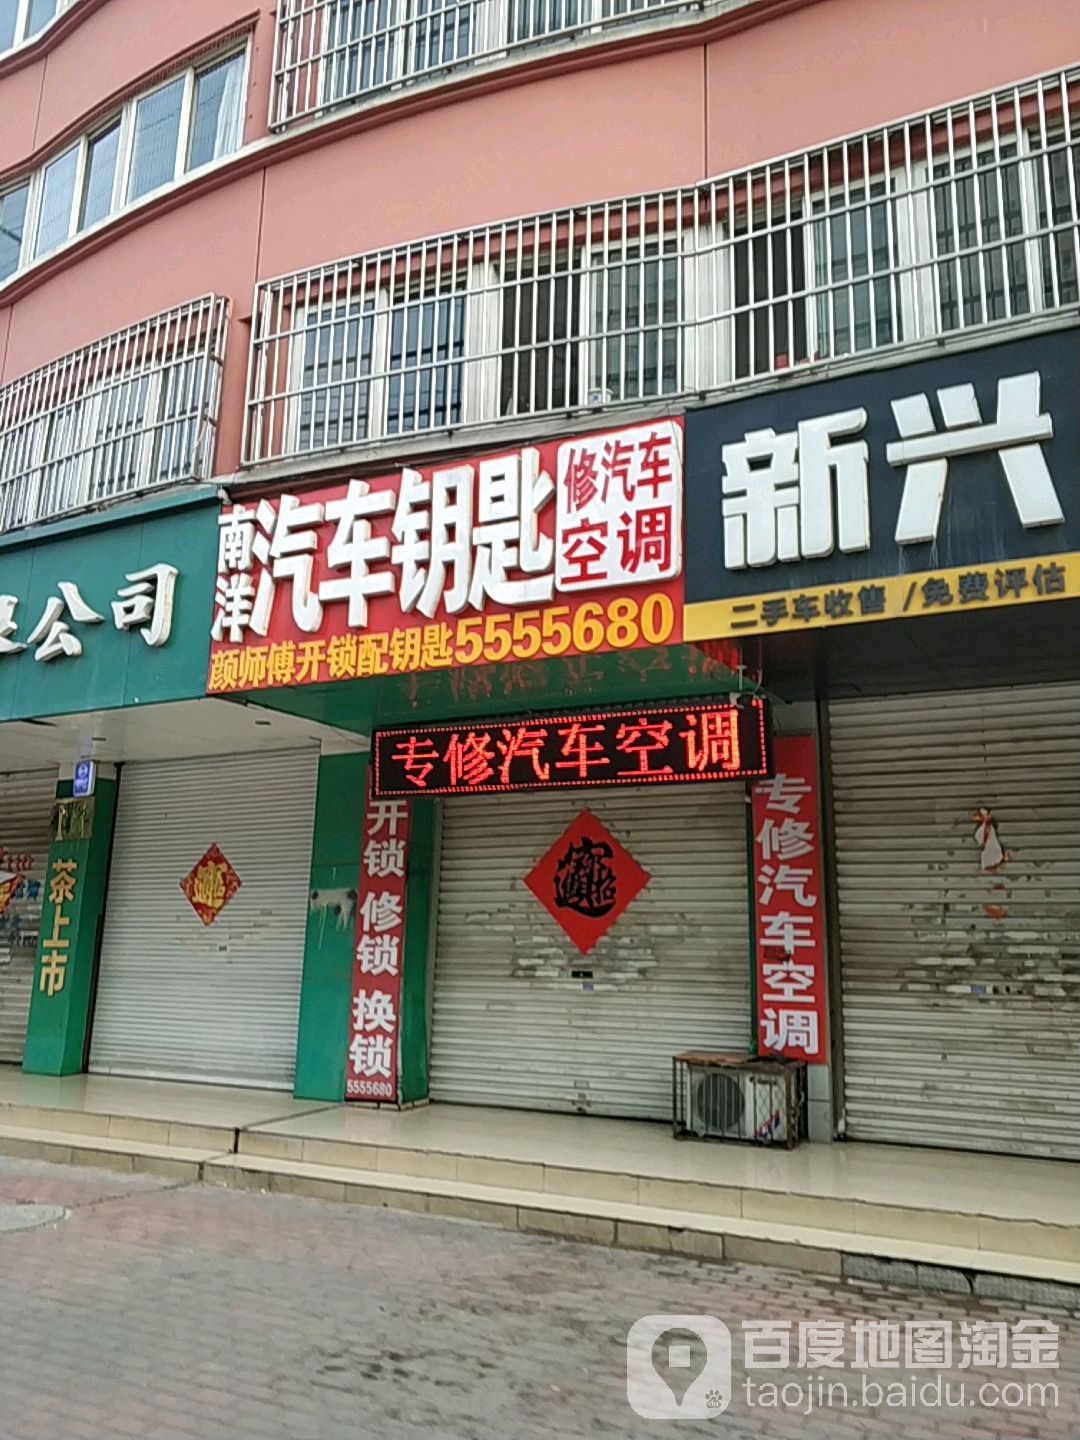 公司
南洋
汽车钥匙
修汽车
空调
颜师傅开锁配钥匙5555680
新兴
二手车收售/免费评估
专修汽车空调
开锁 修锁 换锁
5555680
专修汽车空调
茶上市
百度地图淘金
taojin.baidu.com